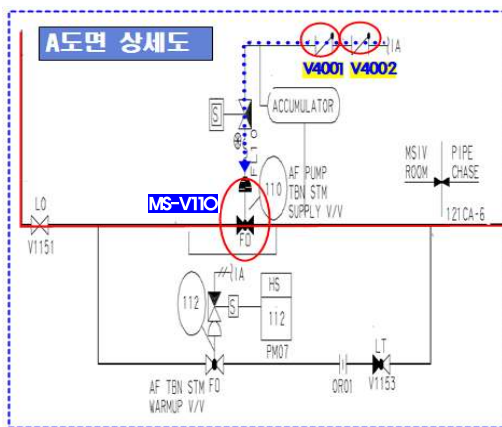 A도면 상세도
V4001
V4002
IA
S
ACCUMULATOR
FL10
AF PUMP
TBN STM
SUPPLY V/V
110
MS-V110
FO
MSIV
ROOM
PIPE
CHASE
121CA-6
LO
V1151
IA
112
S
HS
112
PM07
AF TBN STM
WARMUP V/V
FO
OR01
LT
V1153